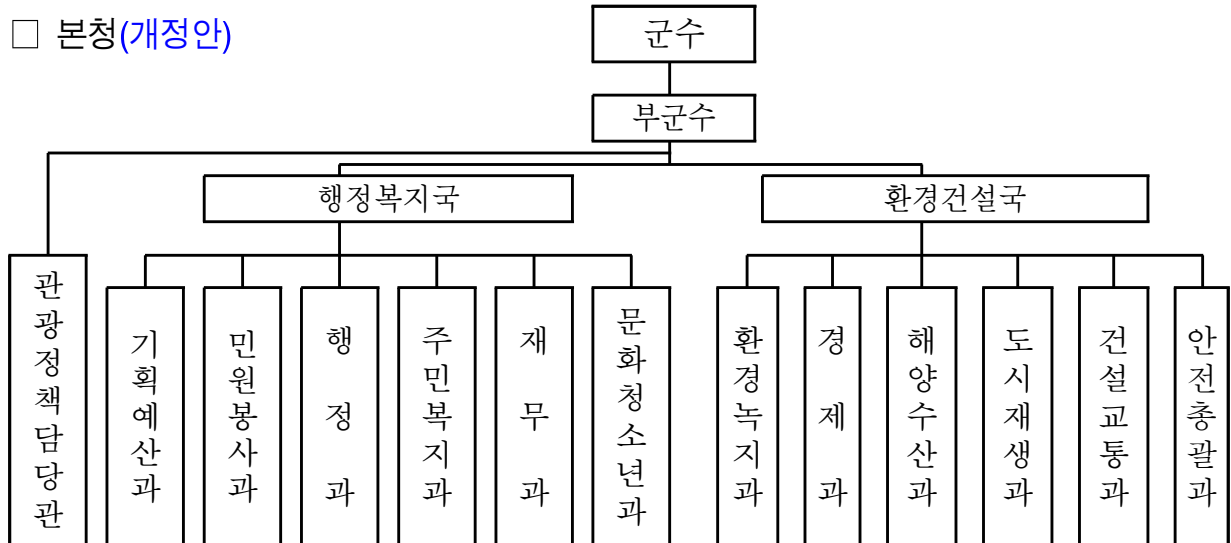 □ 본청(개정안)
군수
부군수
행정복지국
환경건설국
관광정책담당관
기획예산과
민원봉사과
행정과
주민복지과
재무과
문화청소년과
환경녹지과
경제과
해양수산과
도시재생과
건설교통과
안전총괄과